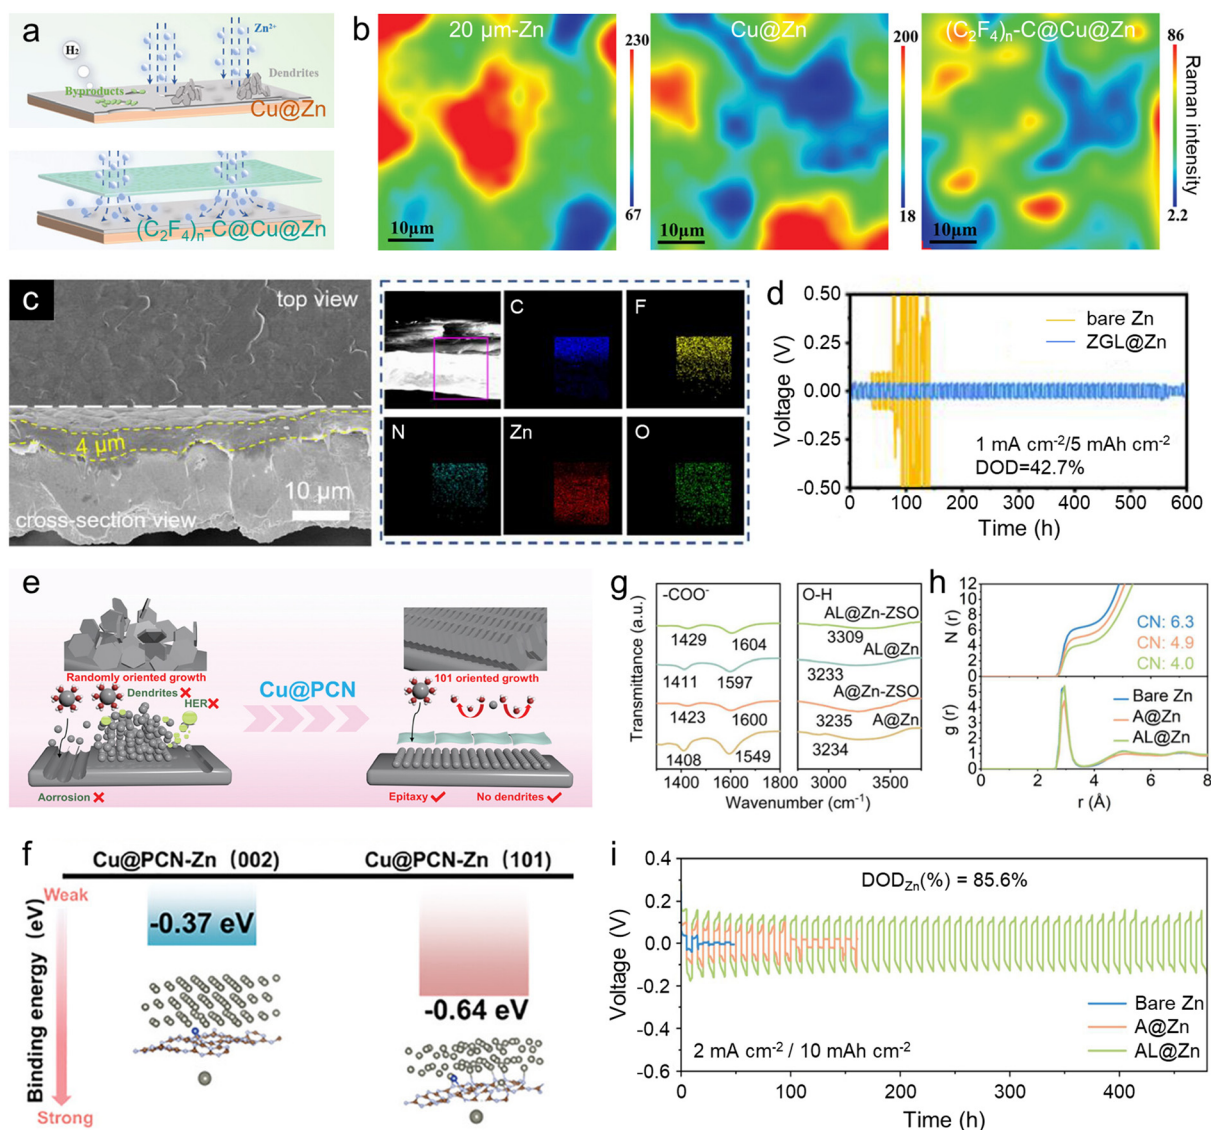 a
H₂
Zn²⁺
Dendrites
Byproducts
Cu@Zn
(C₂F₄)ₙ-C@Cu@Zn
b
20 μm-Zn
230
67
10μm
Cu@Zn
200
18
10μm
(C₂F₄)ₙ-C@Cu@Zn
86
2.2
10μm
Raman intensity
c
top view
4 μm
10 μm
cross-section view
C
F
N
Zn
O
d
Voltage (V)
0.50
0.25
0.00
-0.25
-0.50
bare Zn
ZGL@Zn
1 mA cm⁻²/5 mAh cm⁻²
DOD=42.7%
0 100 200 300 400 500 600
Time (h)
e
Randomly oriented growth
Dendrites
HER
Aorrosion
Cu@PCN
101 oriented growth
Epitaxy
No dendrites
g
Transmittance (a.u.)
-COO⁻
1429 1604
1411 1597
1423 1600
1408 1549
1400 1600 1800
O-H
AL@Zn-ZSO
3309
AL@Zn
3233
A@Zn-ZSO
3235
A@Zn
3234
3000 3500
Wavenumber (cm⁻¹)
h
N (r)
12
10
8
6
4
2
0
CN: 6.3
CN: 4.9
CN: 4.0
g (r)
5
4
3
2
1
0
Bare Zn
A@Zn
AL@Zn
0 2 4 6 8
r (Å)
f
Cu@PCN-Zn (002)
Cu@PCN-Zn (101)
Binding energy (eV)
Weak
Strong
-0.37 eV
-0.64 eV
i
Voltage (V)
0.4
0.2
0.0
-0.2
-0.4
-0.6
DOD_Zn(%) = 85.6%
Bare Zn
A@Zn
AL@Zn
2 mA cm⁻² / 10 mAh cm⁻²
0 100 200 300 400
Time (h)